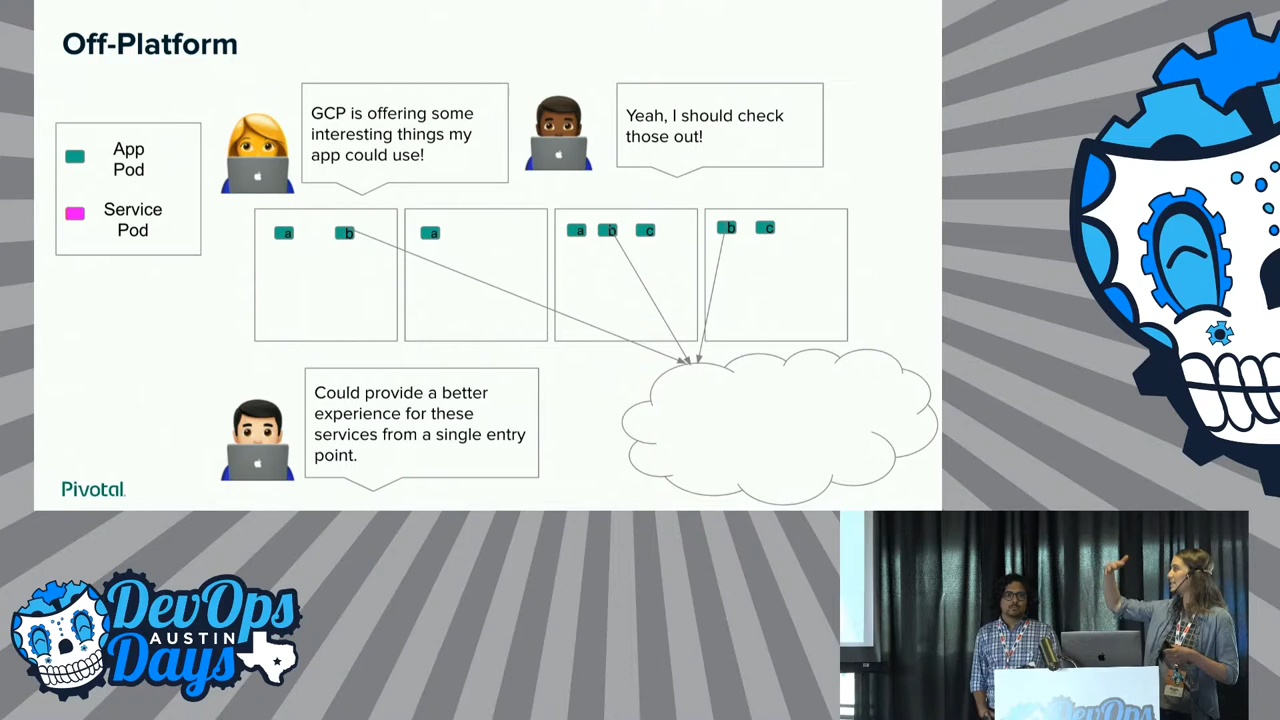 Off-Platform
App
Pod
Service
Pod
GCP is offering some
interesting things my
app could use!
Yeah, I should check
those out!
a
b
a
a
b
c
b
c
Could provide a better
experience for these
services from a single entry
point.
Pivotal
DevOps
AUSTIN
Days
DevOps